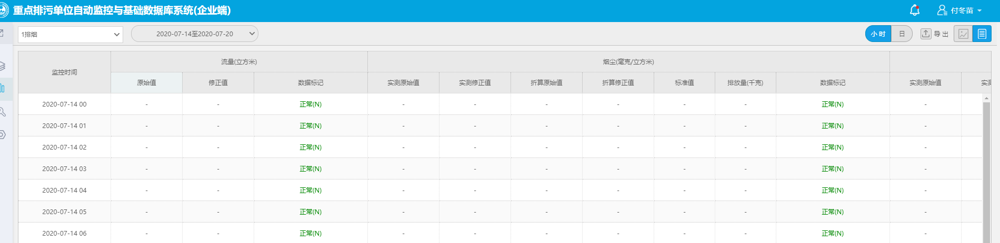 重点排污单位自动监控与基础数据库系统(企业端)
付冬苗
1排烟 2020-07-14至2020-07-20 小时 日 导出
监控时间 流量(立方米) 烟尘(毫克/立方米)
原始值 修正值 数据标记 实测原始值 实测修正值 折算原始值 折算修正值 标准值 排放量(千克) 数据标记 实测原始值
2020-07-14 00 - - 正常(N) - - - - - - 正常(N) -
2020-07-14 01 - - 正常(N) - - - - - - 正常(N) -
2020-07-14 02 - - 正常(N) - - - - - - 正常(N) -
2020-07-14 03 - - 正常(N) - - - - - - 正常(N) -
2020-07-14 04 - - 正常(N) - - - - - - 正常(N) -
2020-07-14 05 - - 正常(N) - - - - - - 正常(N) -
2020-07-14 06 - - 正常(N) - - - - - - 正常(N) -